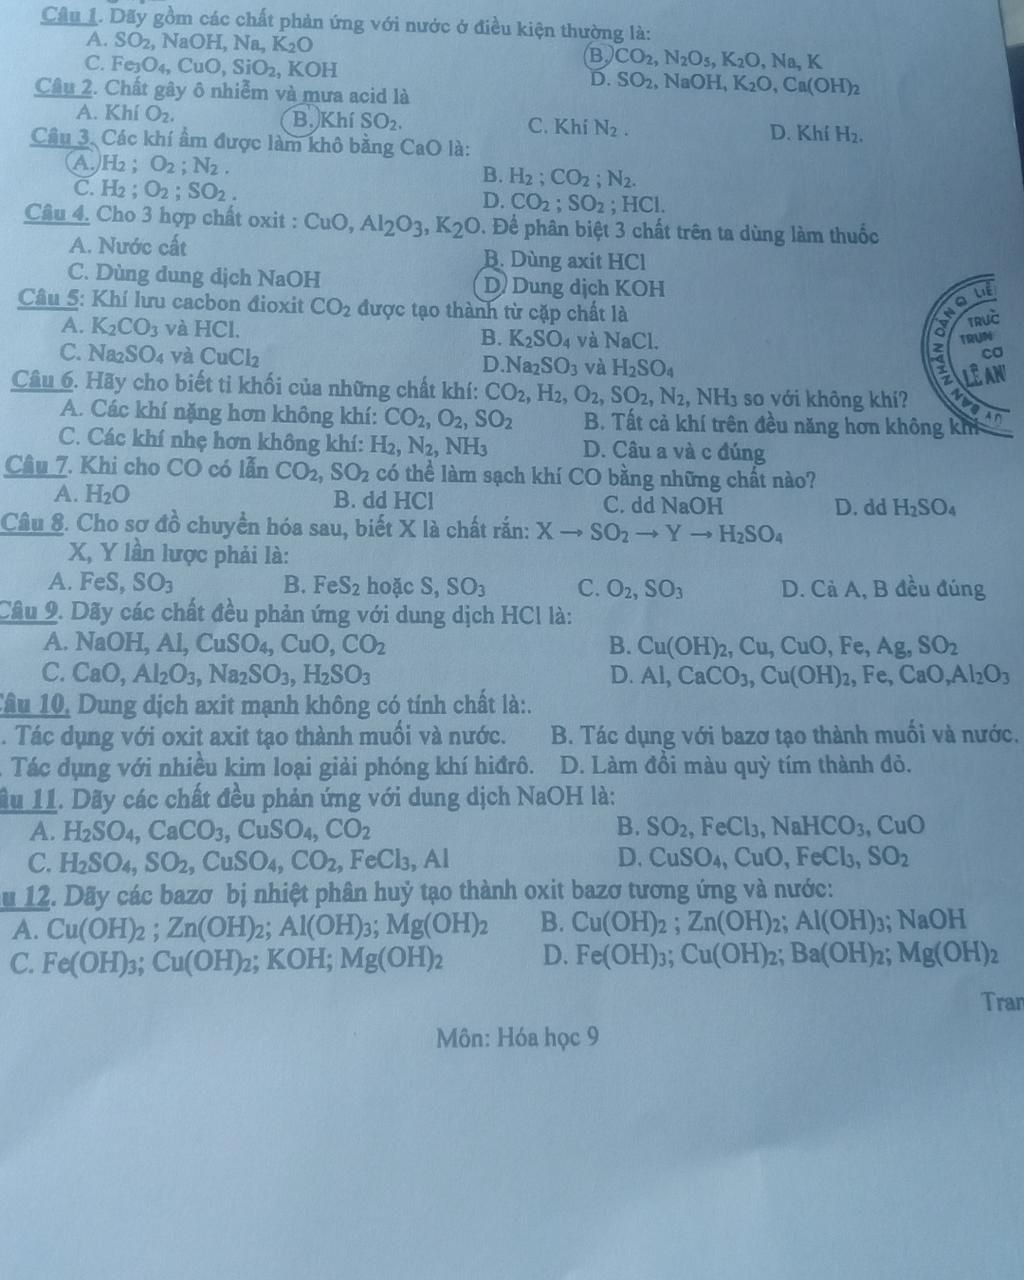 Câu 1. Dãy gồm các chất phản ứng với nước ở điều kiện thường là:
A. SO₂, NaOH, Na, K₂O B. CO₂, N₂O₅, K₂O, Na, K
C. Fe₃O₄, CuO, SiO₂, KOH D. SO₂, NaOH, K₂O, Ca(OH)₂
Câu 2. Chất gây ô nhiễm và mưa acid là
A. Khí O₂. B. Khí SO₂. C. Khí N₂ . D. Khí H₂.
Câu 3. Các khí ẩm được làm khô bằng CaO là:
A. H₂ ; O₂ ; N₂ . B. H₂ ; CO₂ ; N₂.
C. H₂ ; O₂ ; SO₂ . D. CO₂ ; SO₂ ; HCl.
Câu 4. Cho 3 hợp chất oxit : CuO, Al₂O₃, K₂O. Để phân biệt 3 chất trên ta dùng làm thuốc
A. Nước cất B. Dùng axit HCl
C. Dùng dung dịch NaOH D. Dung dịch KOH
Câu 5: Khí lưu cacbon đioxit CO₂ được tạo thành từ cặp chất là
A. K₂CO₃ và HCl. B. K₂SO₄ và NaCl.
C. Na₂SO₄ và CuCl₂ D.Na₂SO₃ và H₂SO₄
Câu 6. Hãy cho biết tỉ khối của những chất khí: CO₂, H₂, O₂, SO₂, N₂, NH₃ so với không khí?
A. Các khí nặng hơn không khí: CO₂, O₂, SO₂ B. Tất cả khí trên đều năng hơn không khí
C. Các khí nhẹ hơn không khí: H₂, N₂, NH₃ D. Câu a và c đúng
Câu 7. Khi cho CO có lẫn CO₂, SO₂ có thể làm sạch khí CO bằng những chất nào?
A. H₂O B. dd HCl C. dd NaOH D. dd H₂SO₄
Câu 8. Cho sơ đồ chuyển hóa sau, biết X là chất rắn: X → SO₂ → Y → H₂SO₄
X, Y lần lược phải là:
A. FeS, SO₃ B. FeS₂ hoặc S, SO₃ C. O₂, SO₃ D. Cả A, B đều đúng
Câu 9. Dãy các chất đều phản ứng với dung dịch HCl là:
A. NaOH, Al, CuSO₄, CuO, CO₂ B. Cu(OH)₂, Cu, CuO, Fe, Ag, SO₂
C. CaO, Al₂O₃, Na₂SO₃, H₂SO₃ D. Al, CaCO₃, Cu(OH)₂, Fe, CaO,Al₂O₃
Câu 10. Dung dịch axit mạnh không có tính chất là:.
. Tác dụng với oxit axit tạo thành muối và nước. B. Tác dụng với bazơ tạo thành muối và nước.
. Tác dụng với nhiều kim loại giải phóng khí hiđrô. D. Làm đổi màu quỳ tím thành đỏ.
âu 11. Dãy các chất đều phản ứng với dung dịch NaOH là:
A. H₂SO₄, CaCO₃, CuSO₄, CO₂ B. SO₂, FeCl₃, NaHCO₃, CuO
C. H₂SO₄, SO₂, CuSO₄, CO₂, FeCl₃, Al D. CuSO₄, CuO, FeCl₃, SO₂
u 12. Dãy các bazơ bị nhiệt phân huỷ tạo thành oxit bazơ tương ứng và nước:
A. Cu(OH)₂ ; Zn(OH)₂; Al(OH)₃; Mg(OH)₂ B. Cu(OH)₂ ; Zn(OH)₂; Al(OH)₃; NaOH
C. Fe(OH)₃; Cu(OH)₂; KOH; Mg(OH)₂ D. Fe(OH)₃; Cu(OH)₂; Ba(OH)₂; Mg(OH)₂
Tran
Môn: Hóa học 9
NHÂN DÂN Q LIÊ
TRƯỜ
TRUN
CƠ
LÊ AN